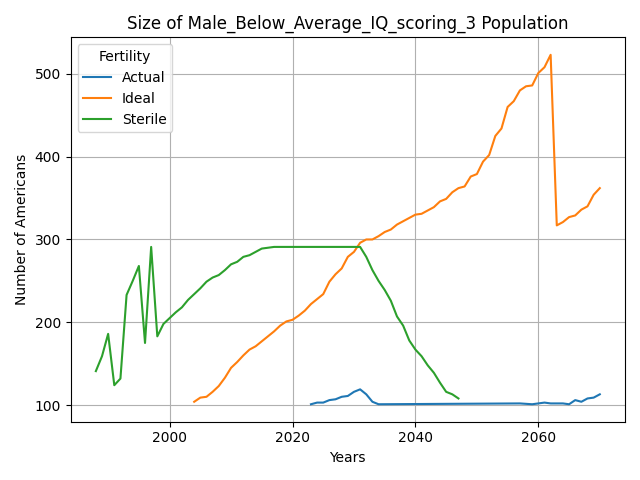 Size of Male_Below_Average_IQ_scoring_3 Population
Fertility
Actual
Ideal
Sterile
Number of Americans
500
400
300
200
100
2000
2020
2040
2060
Years